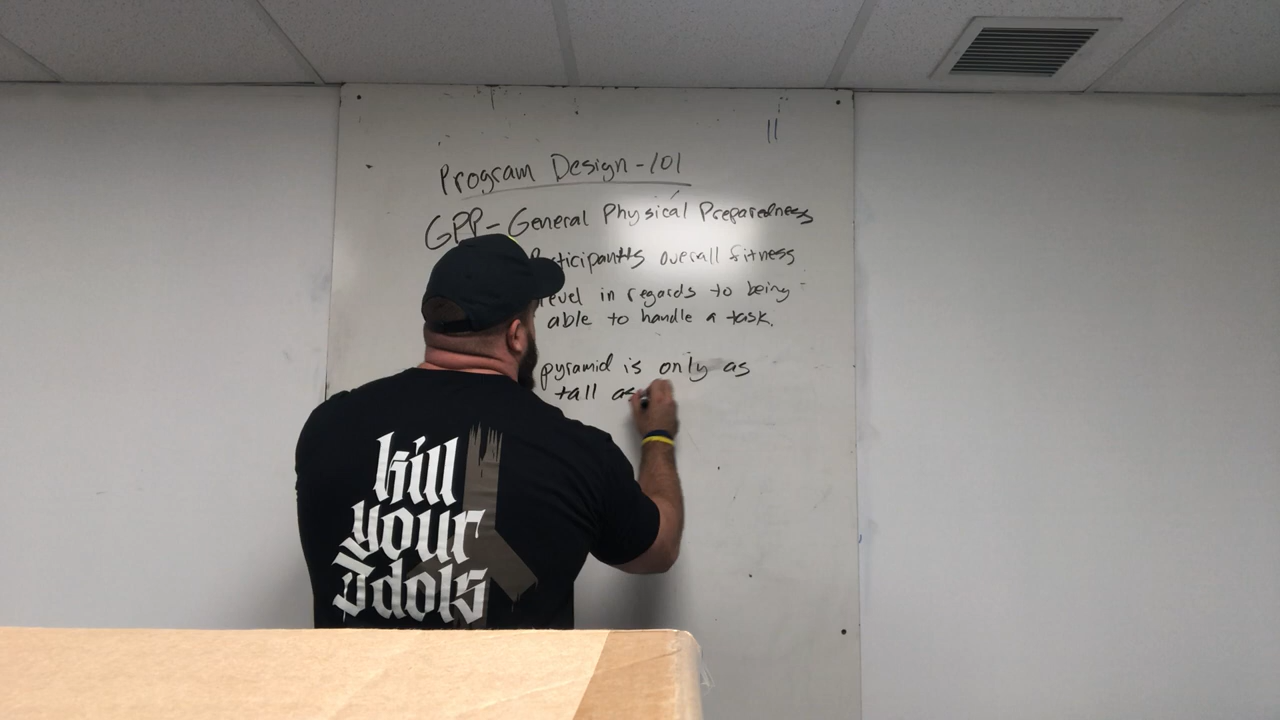 11
Program Design-101
GPP- General Physical Preparedness
Participants overall fitness
level in regards to being
able to handle a task.
pyramid is only as
tall as
kill
your
Idols